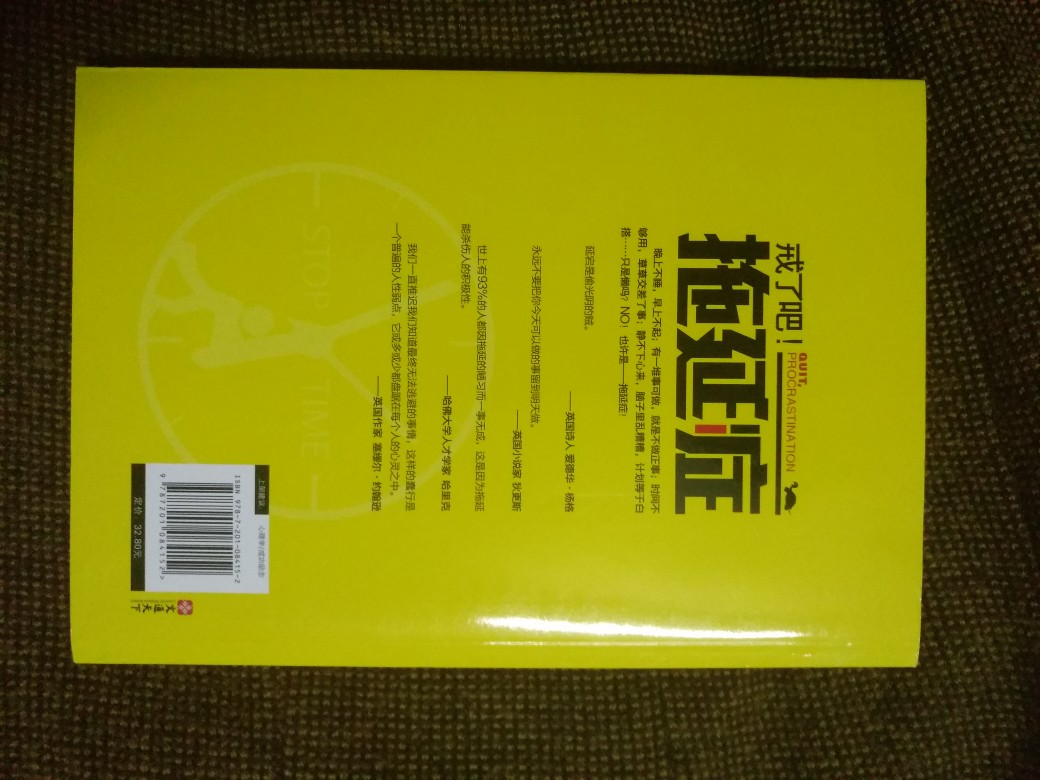 戒了吧！
QUIT,
PROCRASTINATION
拖延症
晚上不睡，早上不起；有一堆事可做，就是不做正事；时间不
够用，草草交差了事；静不下心来，脑子里乱糟糟，计划等于白
搭……只是懒吗？NO！也许是——拖延症！
延宕是偷光阴的贼。
——英国诗人 爱德华·杨格
永远不要把你今天可以做的事留到明天做。
——英国小说家 狄更斯
世上有93%的人都因拖延的陋习而一事无成，这是因为拖延
能杀伤人的积极性。
——哈佛大学人才学家 哈里克
我们一直推迟我们知道最终无法逃避的事情，这样的蠢行是
一个普遍的人性弱点，它或多或少都盘踞在每个人的心灵之中。
——英国作家 塞缪尔·约翰逊
STOP TIME
上架建议：心理学/成功励志
ISBN 978-7-201-08415-2
9 787201 084152 >
定价：32.80元
文通天下